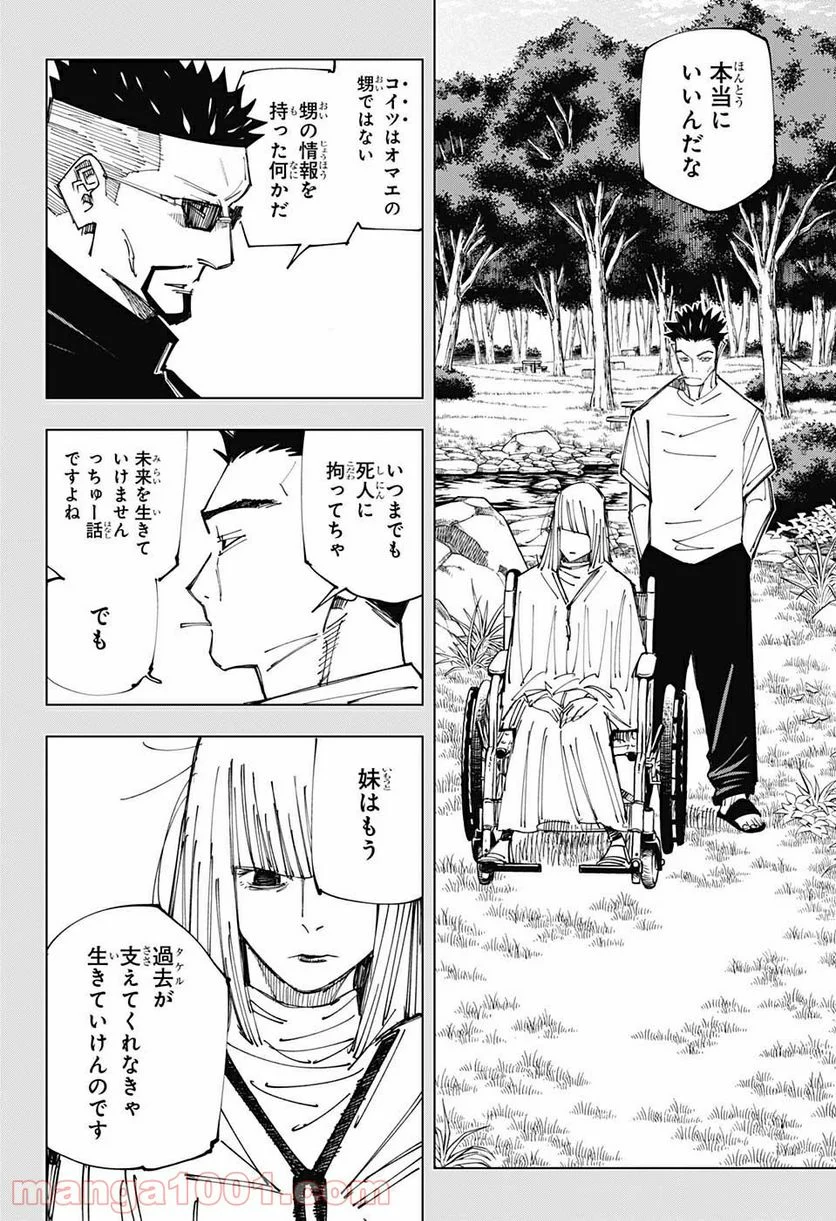 本当に
いいんだな
コイツはオマエの
甥ではない
甥の情報を
持った何かだ
いつまでも
死人に
拘ってちゃ
未来を生きて
いけません
っちゅー話
ですよね
でも
妹はもう
過去が
支えてくれなきゃ
生きていけんのです
manga1001.com